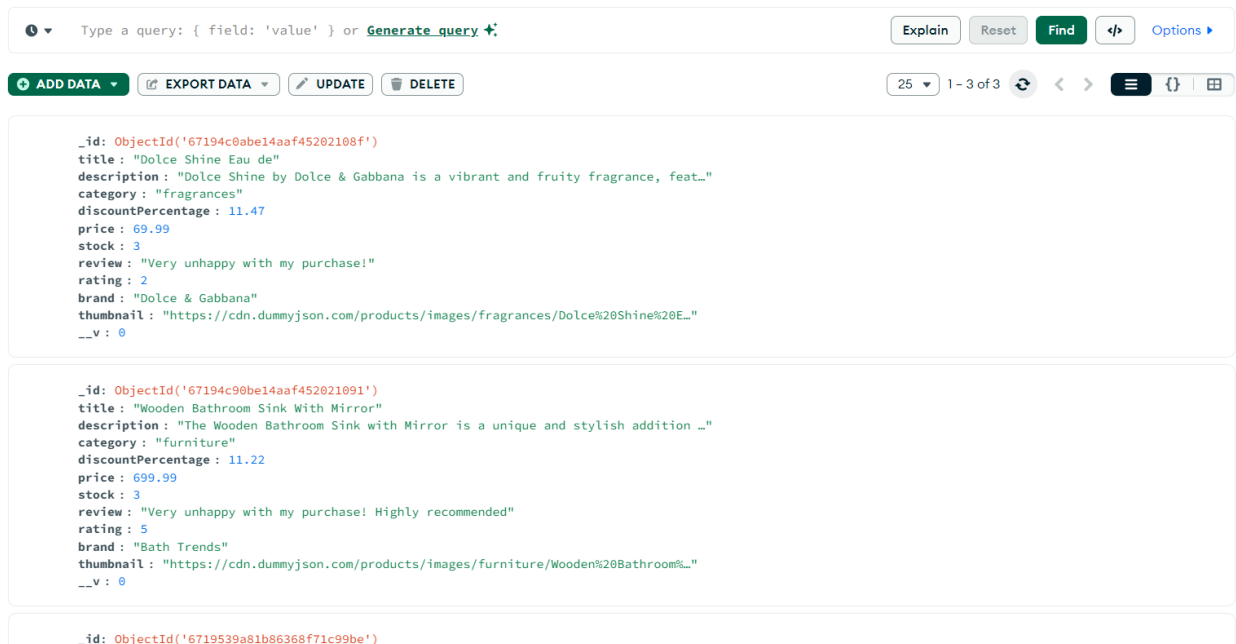 Type a query: { field: 'value' } or Generate query
Explain
Reset
Find
</>
Options
ADD DATA
EXPORT DATA
UPDATE
DELETE
25
1 – 3 of 3
{}
_id: ObjectId('67194c0abe14aaf45202108f')
title : "Dolce Shine Eau de"
description : "Dolce Shine by Dolce & Gabbana is a vibrant and fruity fragrance, feat…"
category : "fragrances"
discountPercentage : 11.47
price : 69.99
stock : 3
review : "Very unhappy with my purchase!"
rating : 2
brand : "Dolce & Gabbana"
thumbnail : "https://cdn.dummyjson.com/products/images/fragrances/Dolce%20Shine%20E…"
__v : 0
_id: ObjectId('67194c90be14aaf452021091')
title : "Wooden Bathroom Sink With Mirror"
description : "The Wooden Bathroom Sink with Mirror is a unique and stylish addition …"
category : "furniture"
discountPercentage : 11.22
price : 699.99
stock : 3
review : "Very unhappy with my purchase! Highly recommended"
rating : 5
brand : "Bath Trends"
thumbnail : "https://cdn.dummyjson.com/products/images/furniture/Wooden%20Bathroom%…"
__v : 0
_id: ObjectId('6719539a81b86368f71c99be')